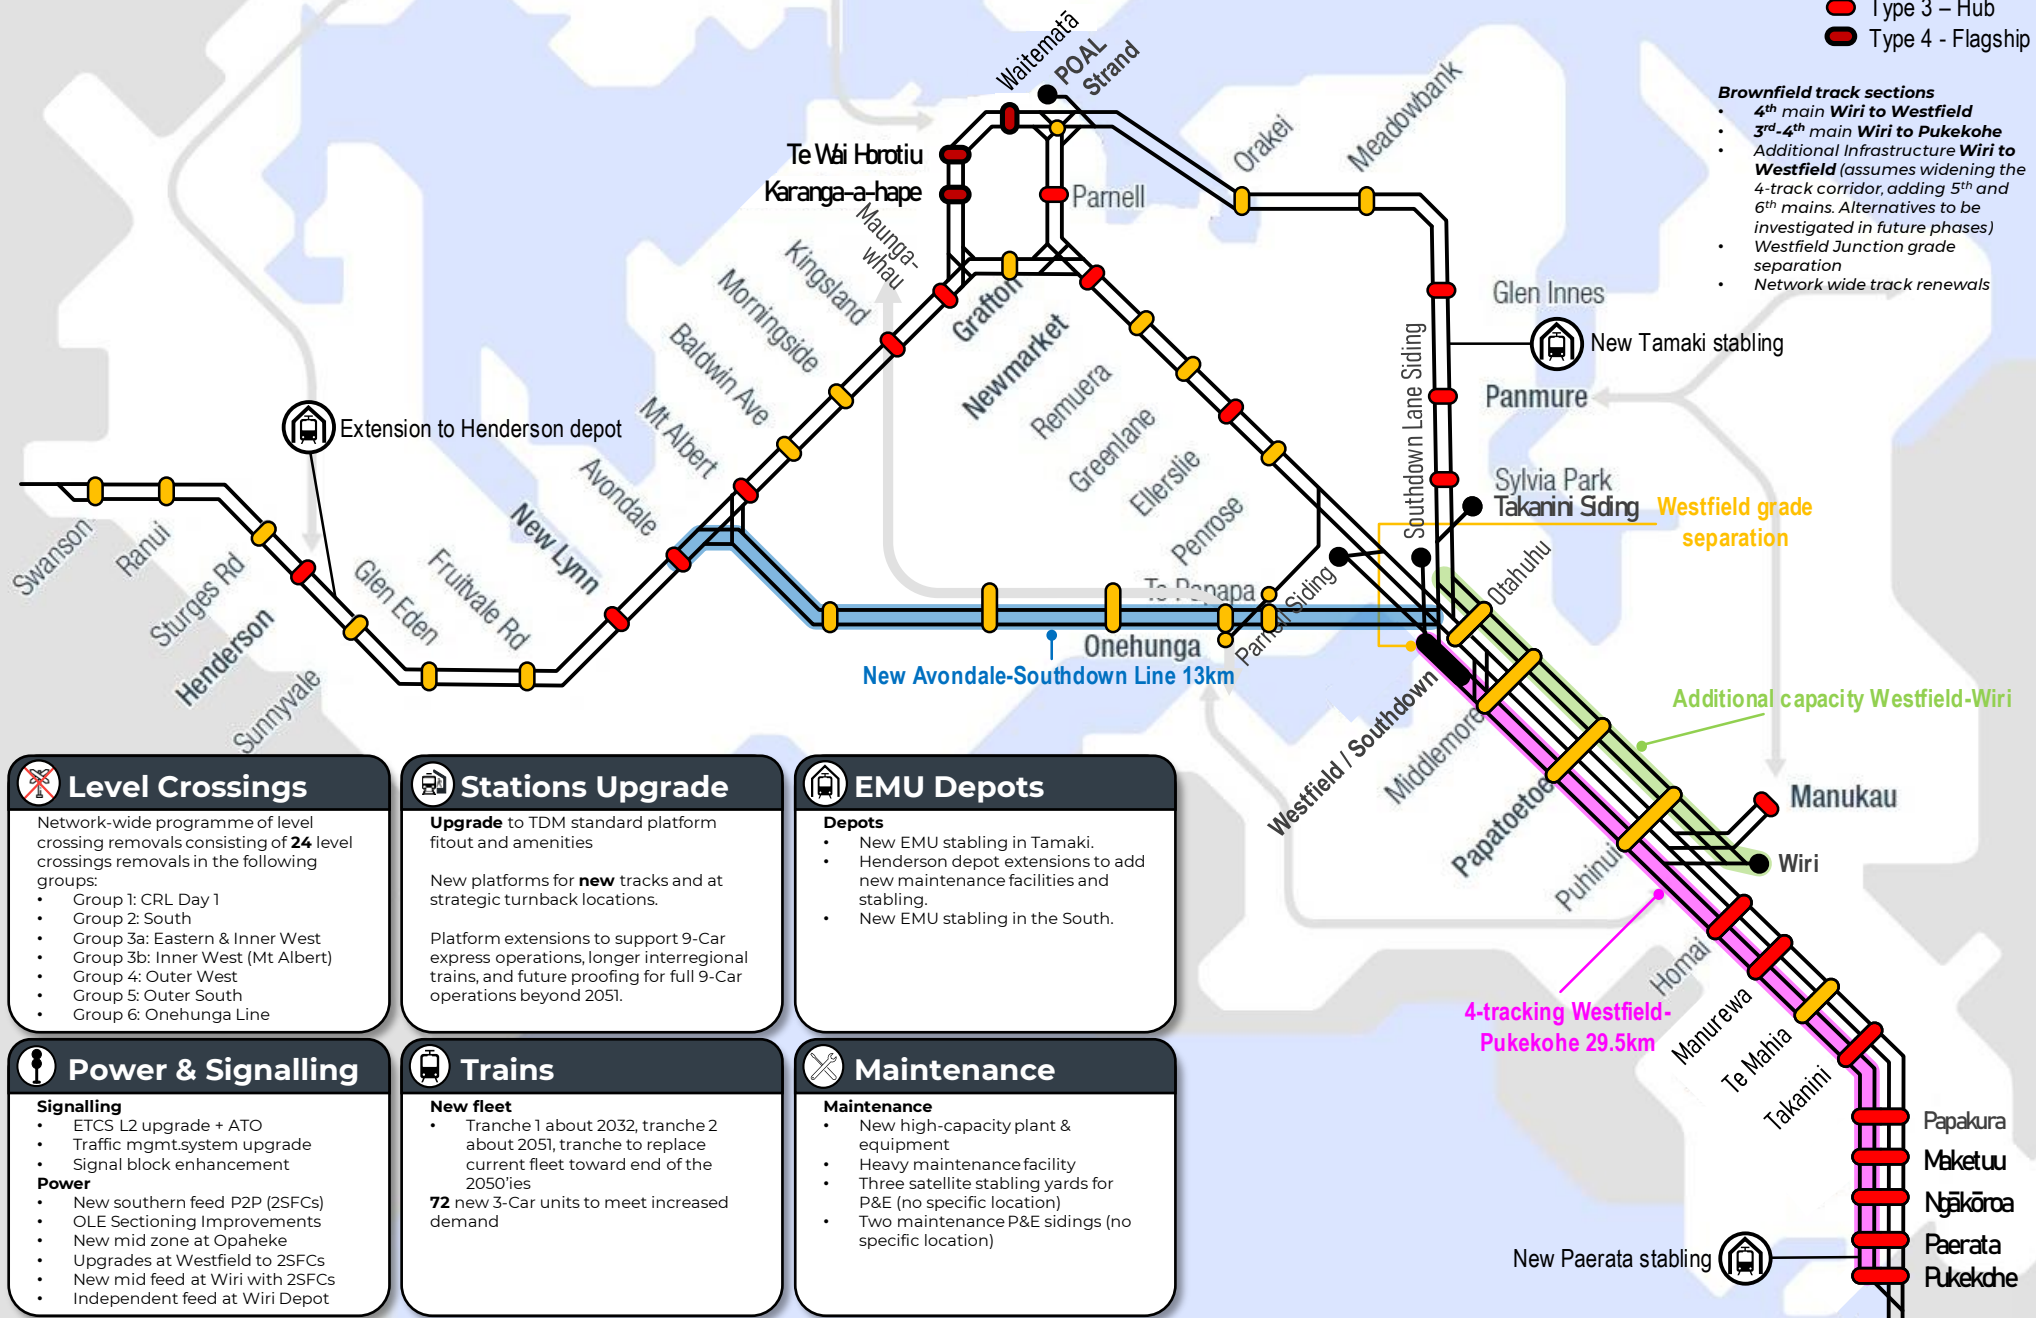 Type 3 – Hub
Type 4 - Flagship
Brownfield track sections
• 4th main Wiri to Westfield
• 3rd-4th main Wiri to Pukekohe
• Additional Infrastructure Wiri to
Westfield (assumes widening the
4-track corridor, adding 5th and
6th mains. Alternatives to be
investigated in future phases)
• Westfield Junction grade
separation
• Network wide track renewals
Waitematā
POAL
Strand
Te Wai Horotiu
Karanga-a-hape
Parnell
Orakei
Meadowbank
Glen Innes
New Tamaki stabling
Panmure
Sylvia Park
Takanini Siding
Southdown Lane Siding
Westfield grade
separation
Maunga-
whau
Kingsland
Morningside
Baldwin Ave
Mt Albert
Avondale
New Lynn
Fruitvale Rd
Glen Eden
Sunnyvale
Henderson
Sturges Rd
Ranui
Swanson
Extension to Henderson depot
Grafton
Newmarket
Remuera
Greenlane
Ellerslie
Penrose
Te Papapa
Onehunga
Parnell Siding
New Avondale-Southdown Line 13km
Otahuhu
Westfield / Southdown
Middlemore
Papatoetoe
Puhinui
Additional capacity Westfield-Wiri
Manukau
Wiri
Homai
Manurewa
Te Mahia
Takanini
4-tracking Westfield-
Pukekohe 29.5km
Papakura
Maketuu
Ngākōroa
Paerata
Pukekohe
New Paerata stabling
Level Crossings
Network-wide programme of level
crossing removals consisting of 24 level
crossings removals in the following
groups:
• Group 1: CRL Day 1
• Group 2: South
• Group 3a: Eastern & Inner West
• Group 3b: Inner West (Mt Albert)
• Group 4: Outer West
• Group 5: Outer South
• Group 6: Onehunga Line
Stations Upgrade
Upgrade to TDM standard platform
fitout and amenities
New platforms for new tracks and at
strategic turnback locations.
Platform extensions to support 9-Car
express operations, longer interregional
trains, and future proofing for full 9-Car
operations beyond 2051.
EMU Depots
Depots
• New EMU stabling in Tamaki.
• Henderson depot extensions to add
new maintenance facilities and
stabling.
• New EMU stabling in the South.
Power & Signalling
Signalling
• ETCS L2 upgrade + ATO
• Traffic mgmt.system upgrade
• Signal block enhancement
Power
• New southern feed P2P (2SFCs)
• OLE Sectioning Improvements
• New mid zone at Opaheke
• Upgrades at Westfield to 2SFCs
• New mid feed at Wiri with 2SFCs
• Independent feed at Wiri Depot
Trains
New fleet
• Tranche 1 about 2032, tranche 2
about 2051, tranche to replace
current fleet toward end of the
2050'ies
72 new 3-Car units to meet increased
demand
Maintenance
Maintenance
• New high-capacity plant &
equipment
• Heavy maintenance facility
• Three satellite stabling yards for
P&E (no specific location)
• Two maintenance P&E sidings (no
specific location)